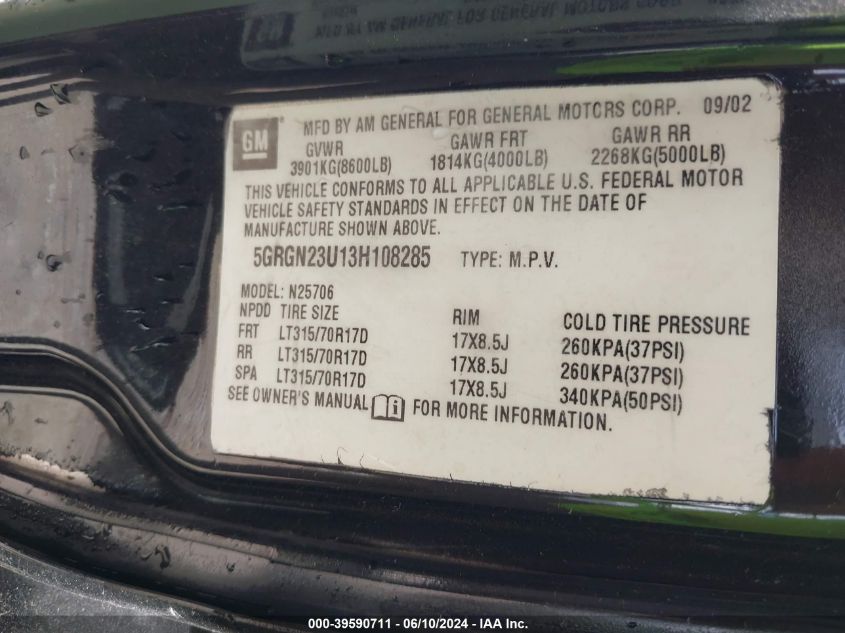 GM
MFD BY AM GENERAL FOR GENERAL MOTORS CORP. 09/02
GVWR GAWR FRT GAWR RR
3901KG(8600LB) 1814KG(4000LB) 2268KG(5000LB)
THIS VEHICLE CONFORMS TO ALL APPLICABLE U.S. FEDERAL MOTOR
VEHICLE SAFETY STANDARDS IN EFFECT ON THE DATE OF
MANUFACTURE SHOWN ABOVE.
5GRGN23U13H108285 TYPE: M.P.V.
MODEL: N25706
NPDD TIRE SIZE RIM COLD TIRE PRESSURE
FRT LT315/70R17D 17X8.5J 260KPA(37PSI)
RR LT315/70R17D 17X8.5J 260KPA(37PSI)
SPA LT315/70R17D 17X8.5J 340KPA(50PSI)
SEE OWNER'S MANUAL i FOR MORE INFORMATION.
000-39590711 - 06/10/2024 - IAA Inc.